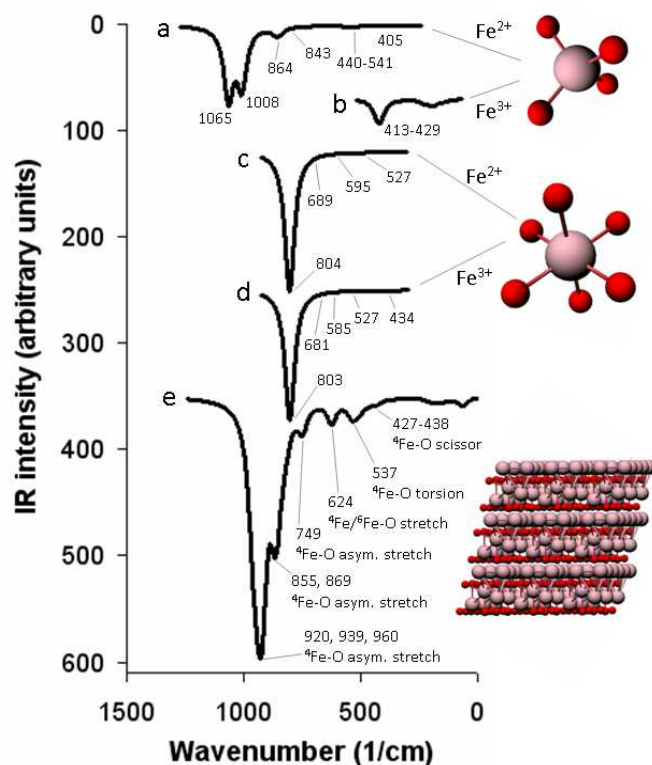 IR intensity (arbitrary units)
0
100
200
300
400
500
600
a
1065
1008
864
843
440-541
405
Fe²⁺
b
413-429
Fe³⁺
c
689
595
527
804
Fe²⁺
d
681
585
527
434
803
Fe³⁺
e
427-438
⁴Fe-O scissor
537
⁴Fe-O torsion
624
⁴Fe/⁶Fe-O stretch
749
⁴Fe-O asym. stretch
855, 869
⁴Fe-O asym. stretch
920, 939, 960
⁴Fe-O asym. stretch
1500
1000
500
0
Wavenumber (1/cm)